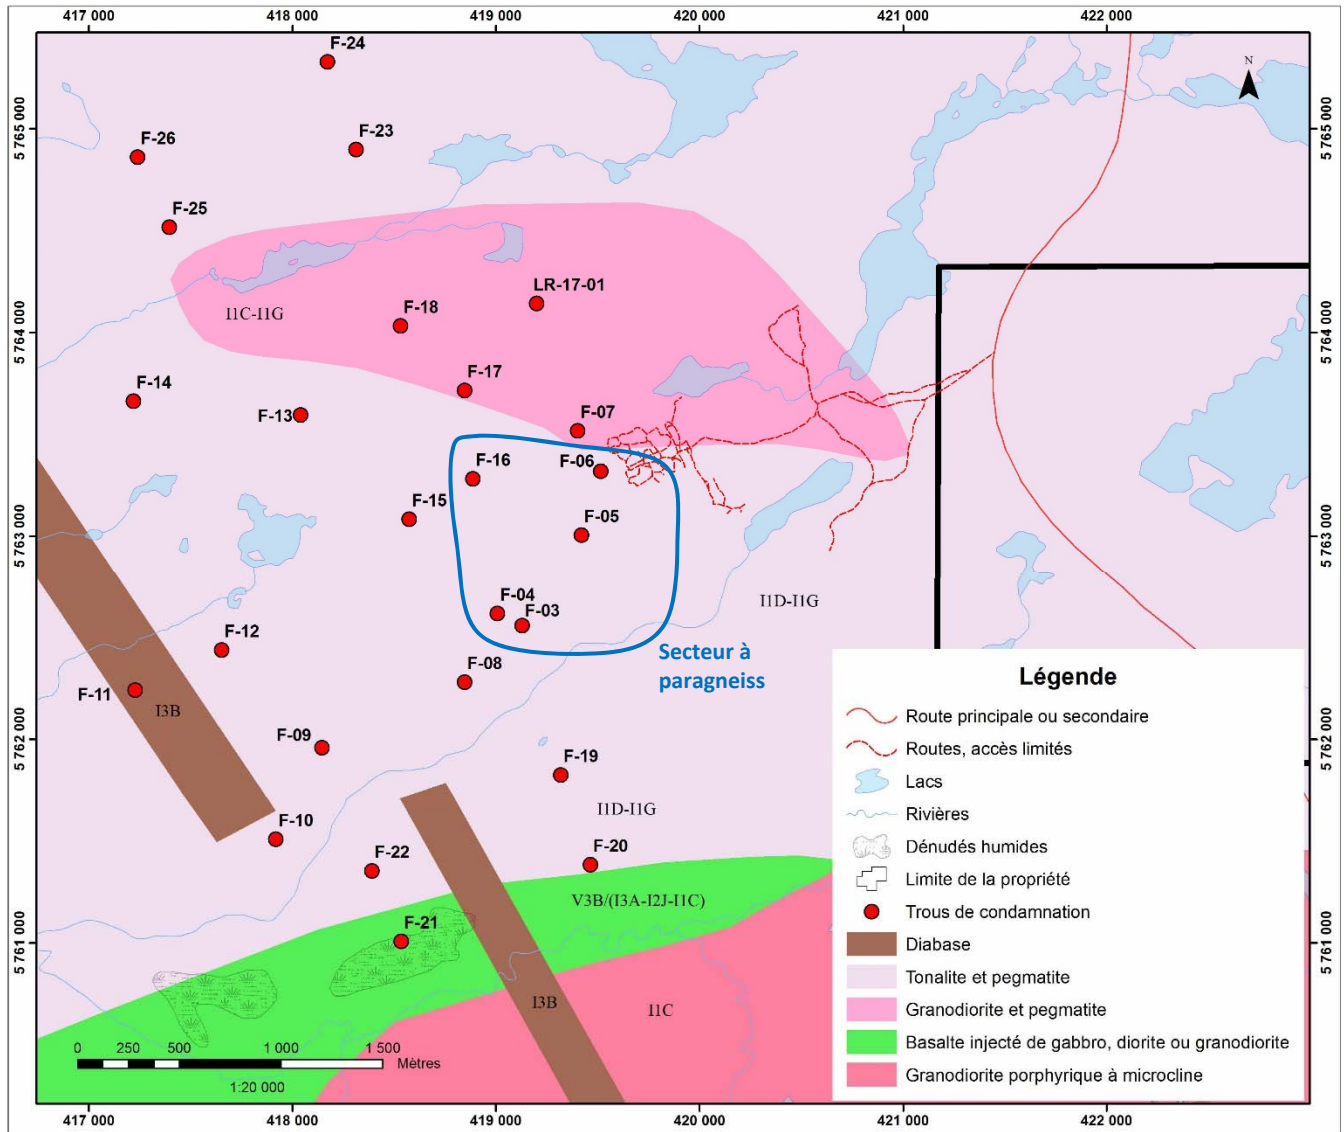 417 000 418 000 419 000 420 000 421 000 422 000
F-24
N
5 765 000
5 765 000
F-23
F-26
F-25
LR-17-01
I1C-I1G
F-18
5 764 000
5 764 000
F-17
F-14
F-13
F-07
F-16
F-06
F-15
F-05
5 763 000
5 763 000
F-04
F-03
I1D-I1G
F-12
Secteur à
paragneiss
F-08
F-11
I3B
F-09
5 762 000
5 762 000
F-19
I1D-I1G
F-10
F-22
F-20
V3B/(I3A-I2J-I1C)
F-21
5 761 000
5 761 000
I3B
I1C
0 250 500 1 000 1 500
Mètres
1:20 000
Légende
Route principale ou secondaire
Routes, accès limités
Lacs
Rivières
Dénudés humides
Limite de la propriété
Trous de condamnation
Diabase
Tonalite et pegmatite
Granodiorite et pegmatite
Basalte injecté de gabbro, diorite ou granodiorite
Granodiorite porphyrique à microcline
417 000 418 000 419 000 420 000 421 000 422 000